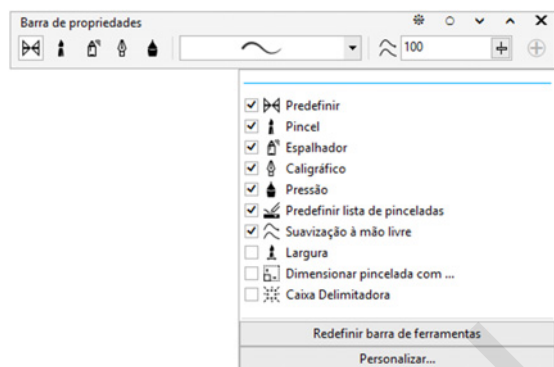 Barra de propriedades
100
Predefinir
Pincel
Espalhador
Caligráfico
Pressão
Predefinir lista de pinceladas
Suavização à mão livre
Largura
Dimensionar pincelada com ...
Caixa Delimitadora
Redefinir barra de ferramentas
Personalizar...